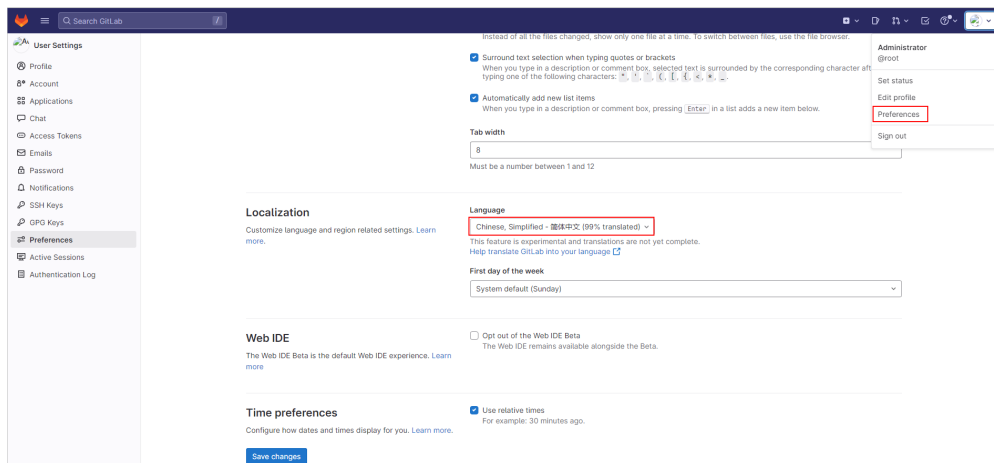 Search GitLab
/
User Settings
Profile
Account
Applications
Chat
Access Tokens
Emails
Password
Notifications
SSH Keys
GPG Keys
Preferences
Active Sessions
Authentication Log
Instead of all the files changed, show only one file at a time. To switch between files, use the file browser.
Surround text selection when typing quotes or brackets
When you type in a description or comment box, selected text is surrounded by the corresponding character aft
typing one of the following characters: ", ', `, (, [, {, <, *, _.
Automatically add new list items
When you type in a description or comment box, pressing Enter in a list adds a new item below.
Tab width
8
Must be a number between 1 and 12
Localization
Customize language and region related settings. Learn
more.
Language
Chinese, Simplified - 简体中文 (99% translated)
This feature is experimental and translations are not yet complete.
Help translate GitLab into your language
First day of the week
System default (Sunday)
Web IDE
The Web IDE Beta is the default Web IDE experience. Learn
more
Opt out of the Web IDE Beta
The Web IDE remains available alongside the Beta.
Time preferences
Configure how dates and times display for you. Learn more.
Use relative times
For example: 30 minutes ago.
Save changes
Administrator
@root
Set status
Edit profile
Preferences
Sign out